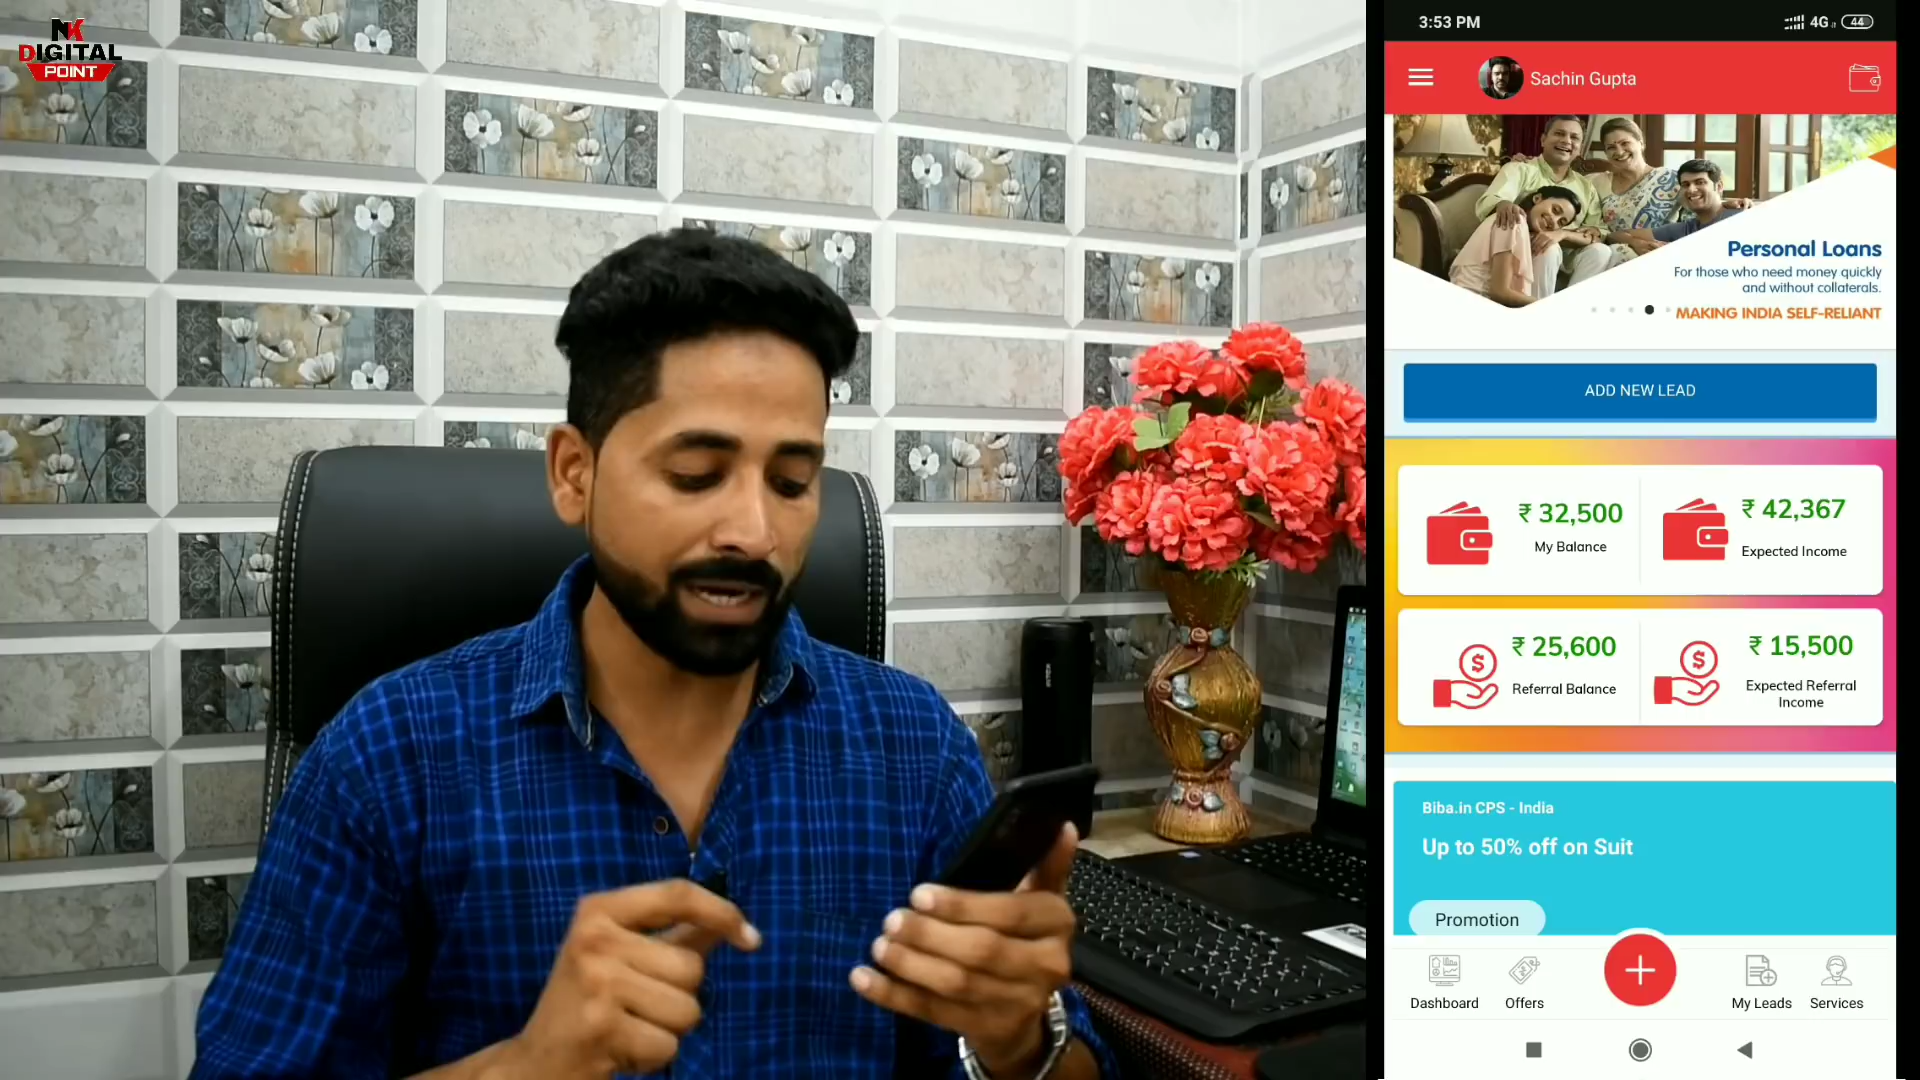 NK
DIGITAL
POINT
3:53 PM
4G
44
Sachin Gupta
Personal Loans
For those who need money quickly
and without collaterals.
MAKING INDIA SELF-RELIANT
ADD NEW LEAD
₹ 32,500
My Balance
₹ 42,367
Expected Income
₹ 25,600
Referral Balance
₹ 15,500
Expected Referral
Income
Biba.in CPS - India
Up to 50% off on Suit
Promotion
Dashboard
Offers
My Leads
Services